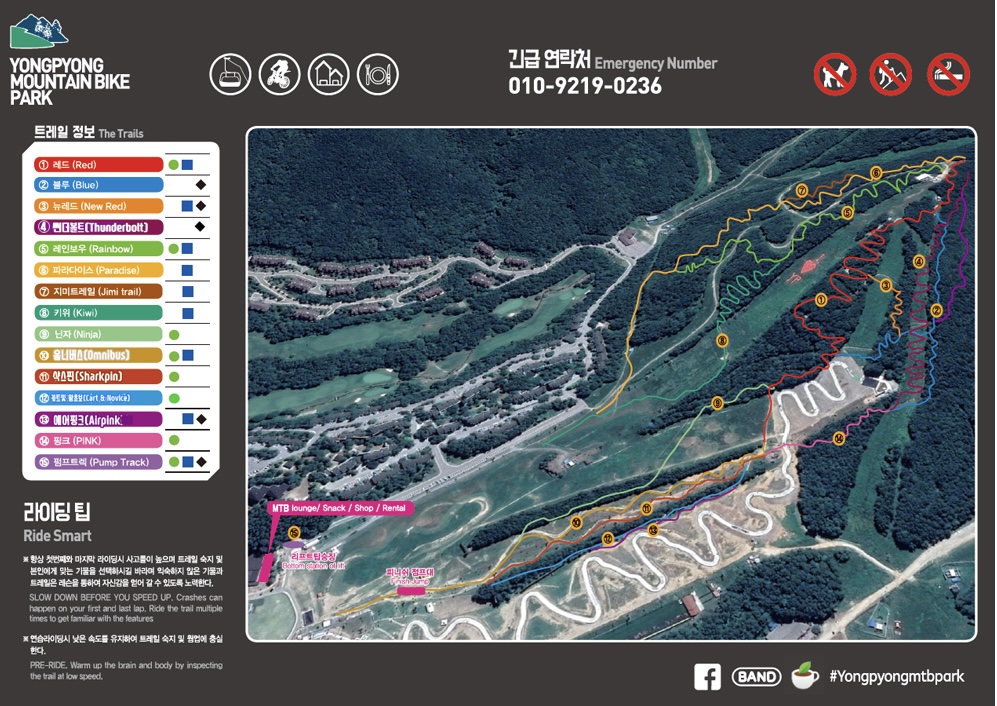 YONGPYONG
MOUNTAIN BIKE
PARK
긴급 연락처 Emergency Number
010-9219-0236
트레일 정보 The Trails
① 레드 (Red)
② 블루 (Blue)
③ 뉴레드 (New Red)
④ 썬더볼트(Thunderbolt)
⑤ 레인보우 (Rainbow)
⑥ 파라다이스 (Paradise)
⑦ 지미트레일 (Jimi trail)
⑧ 키위 (Kiwi)
⑨ 닌자 (Ninja)
⑩ 옴니버스(Omnibus)
⑪ 샥스핀(Sharkpin)
⑫ (Cart & Novice)
⑬ 에어핑크(Airpink)
⑭ 핑크 (PINK)
⑮ 펌프트랙 (Pump Track)
라이딩 팁
Ride Smart
※ 항상 첫번째와 마지막 라이딩시 사고률이 높으며 트레일 숙지 및
본인에게 맞는 기물을 선택하시길 바라며 익숙하지 않은 기물과
트레일은 레슨을 통하여 자신감을 얻어 갈 수 있도록 노력한다.
SLOW DOWN BEFORE YOU SPEED UP. Crashes can
happen on your first and last lap. Ride the trail multiple
times to get familiar with the features
※ 연습라이딩시 낮은 속도를 유지하여 트레일 숙지 및 웜업에 충실
한다.
PRE-RIDE. Warm up the brain and body by inspecting
the trail at low speed.
⑥
⑦
⑤
④
③
①
②
⑧
⑨
⑭
⑪
⑩
⑬
⑫
MTB lounge/ Snack / Shop / Rental
⑮
리프트탑승장
Bottom station of lift
피니쉬 점프대
Finish Jump
BAND
#Yongpyongmtbpark